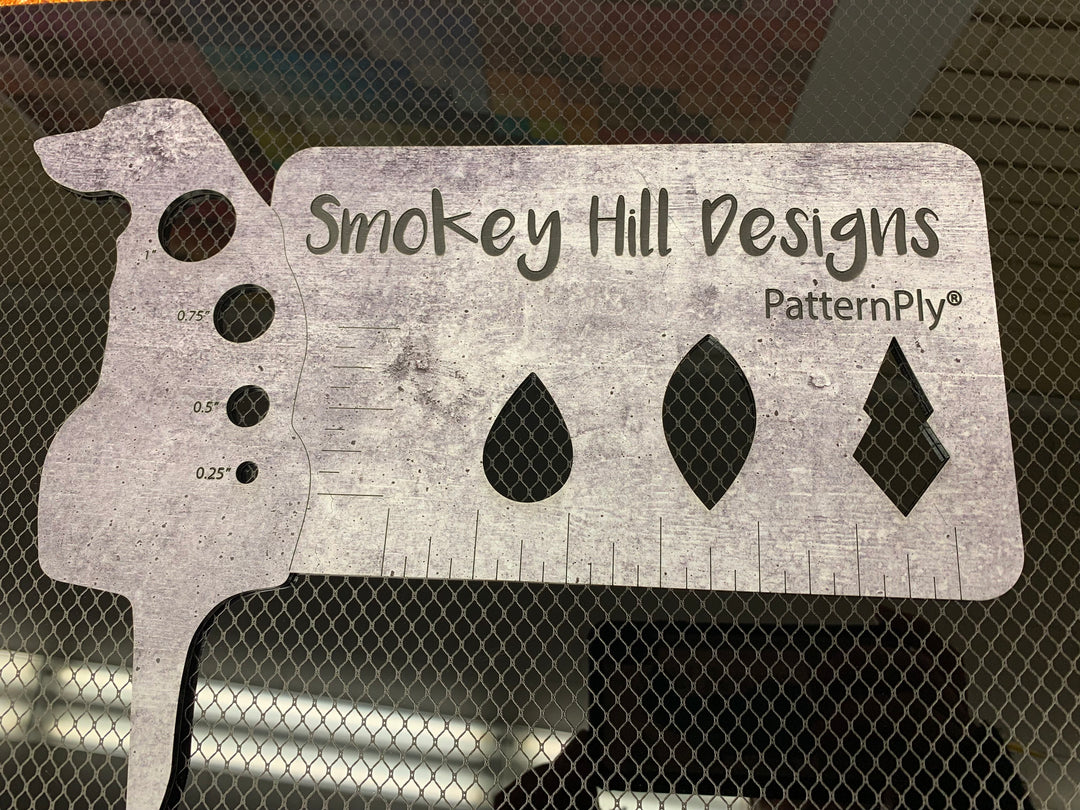 Smokey Hill Designs
PatternPly®
1"
0.75"
0.5"
0.25"